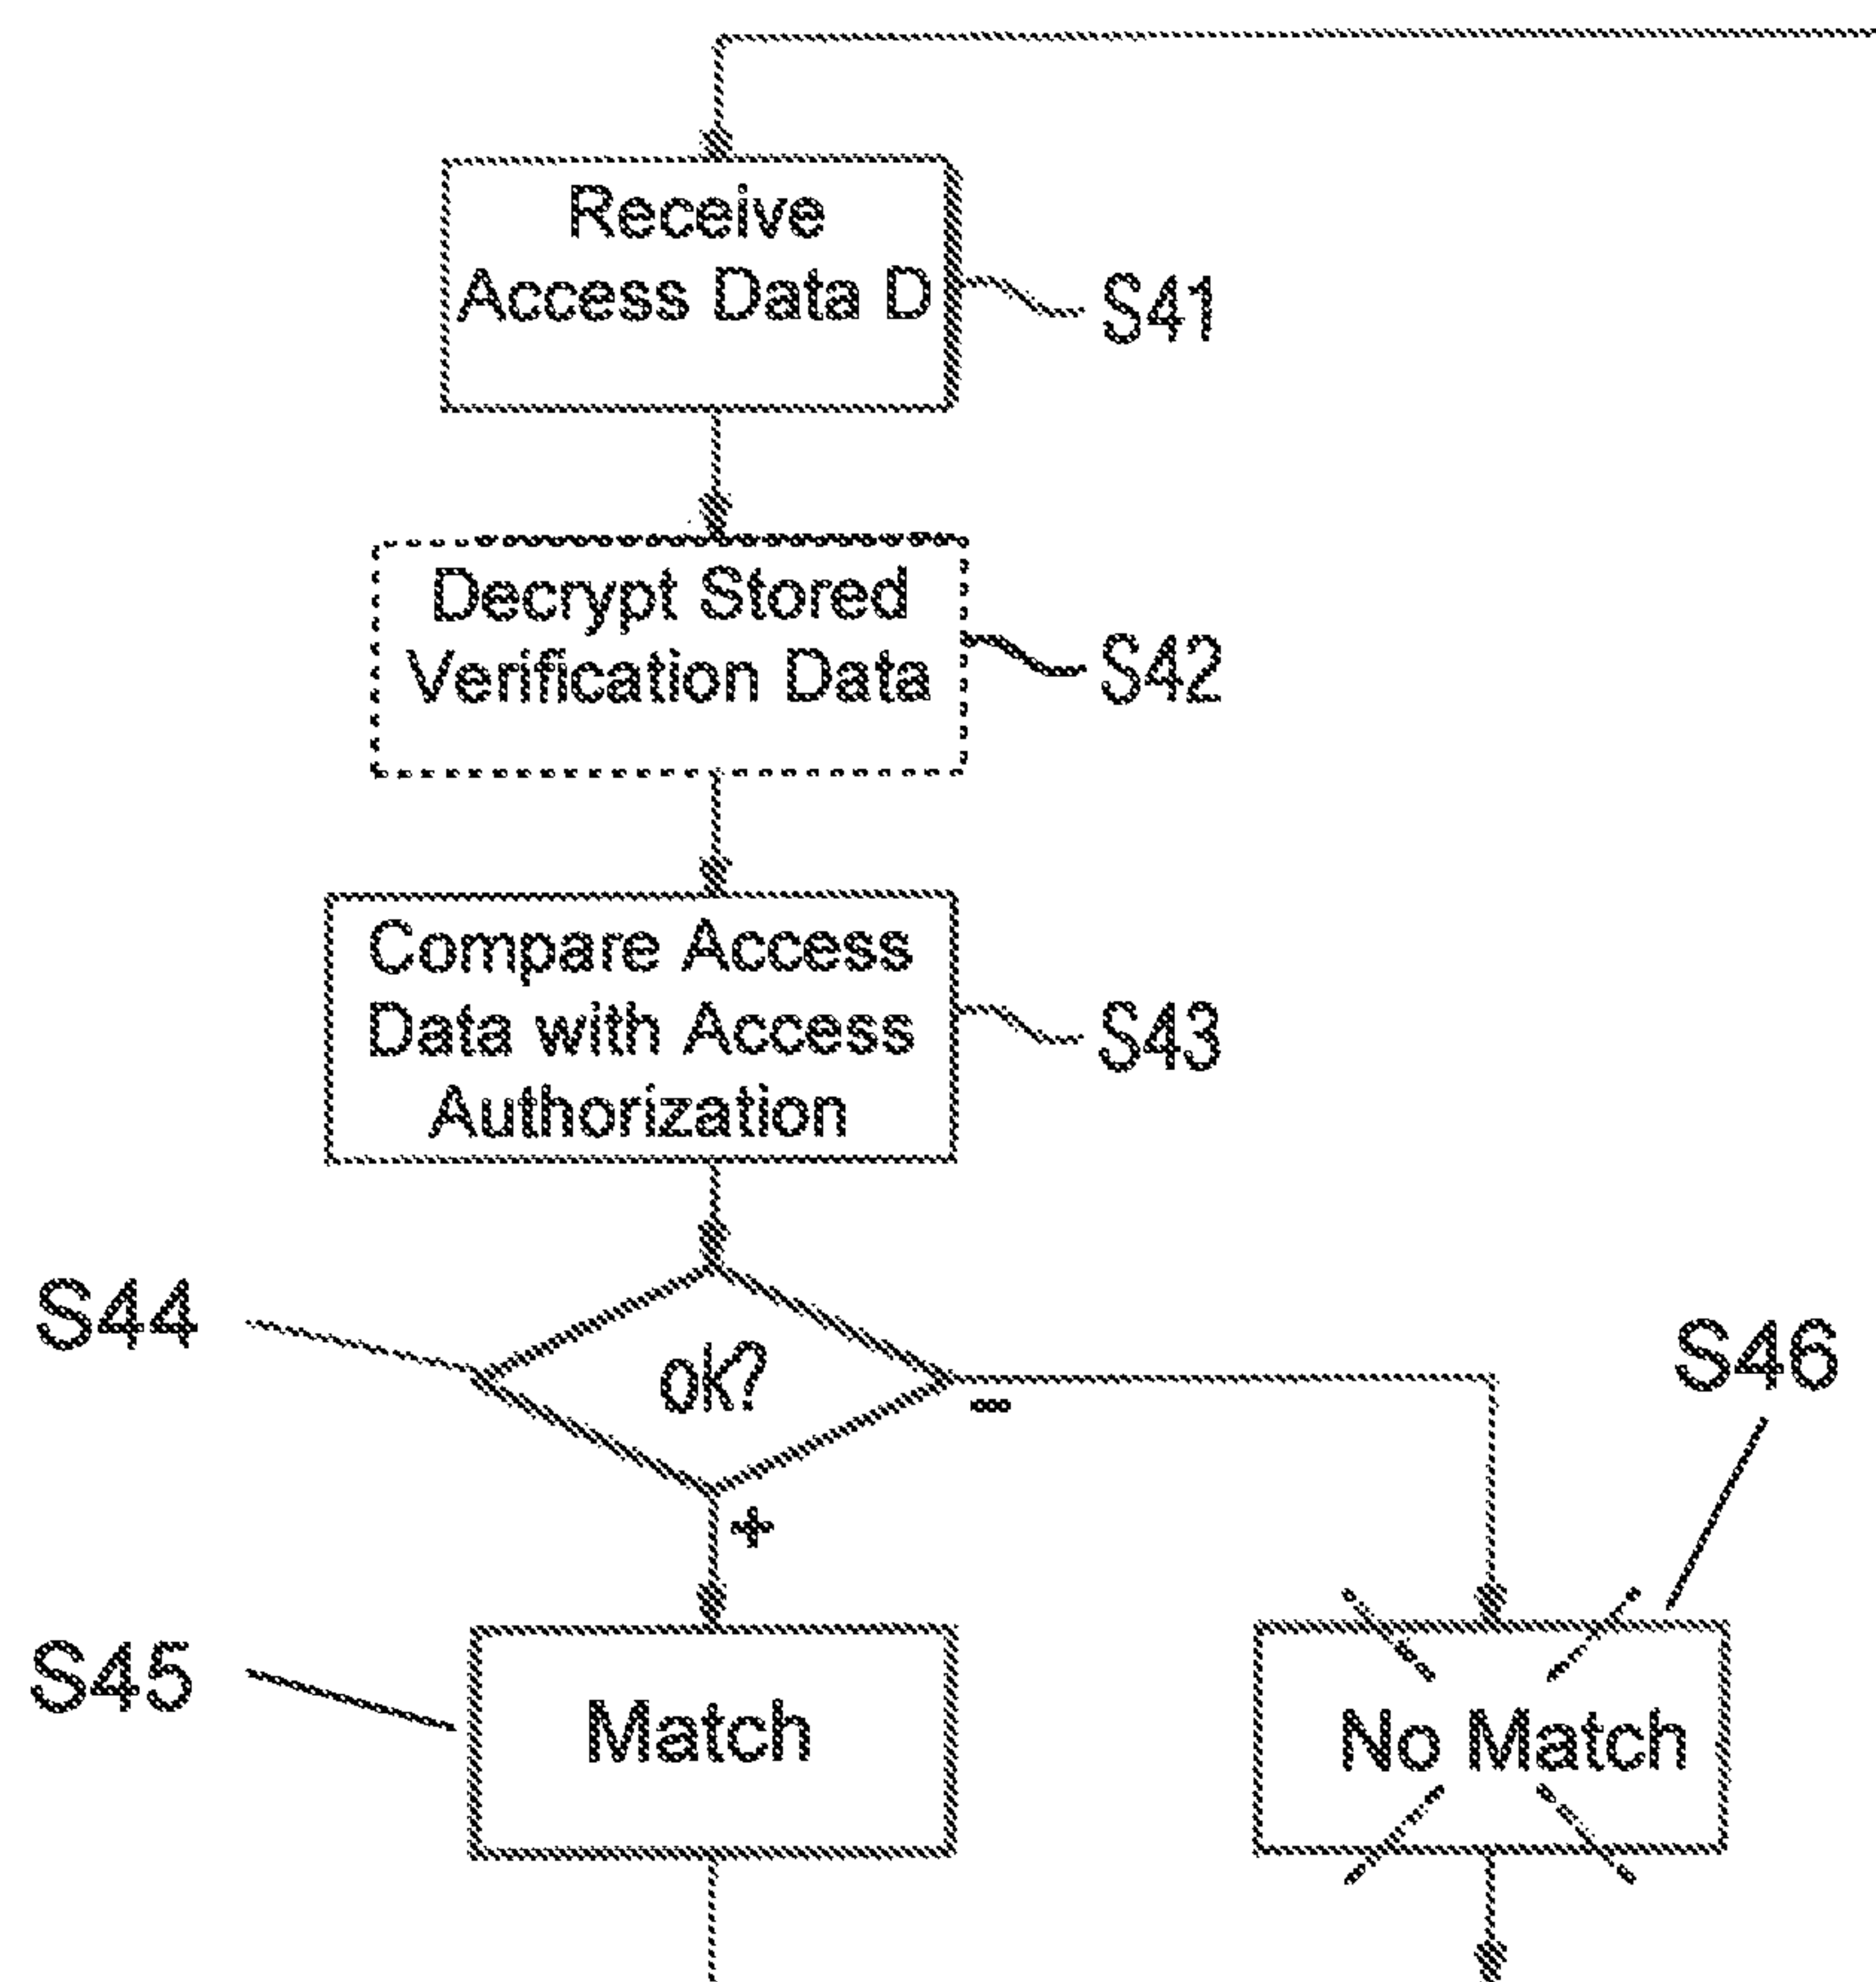 Receive
Access Data D
S41
Decrypt Stored
Verification Data
S42
Compare Access
Data with Access
Authorization
S43
S44
ok?
–
S46
+
S45
Match
No Match